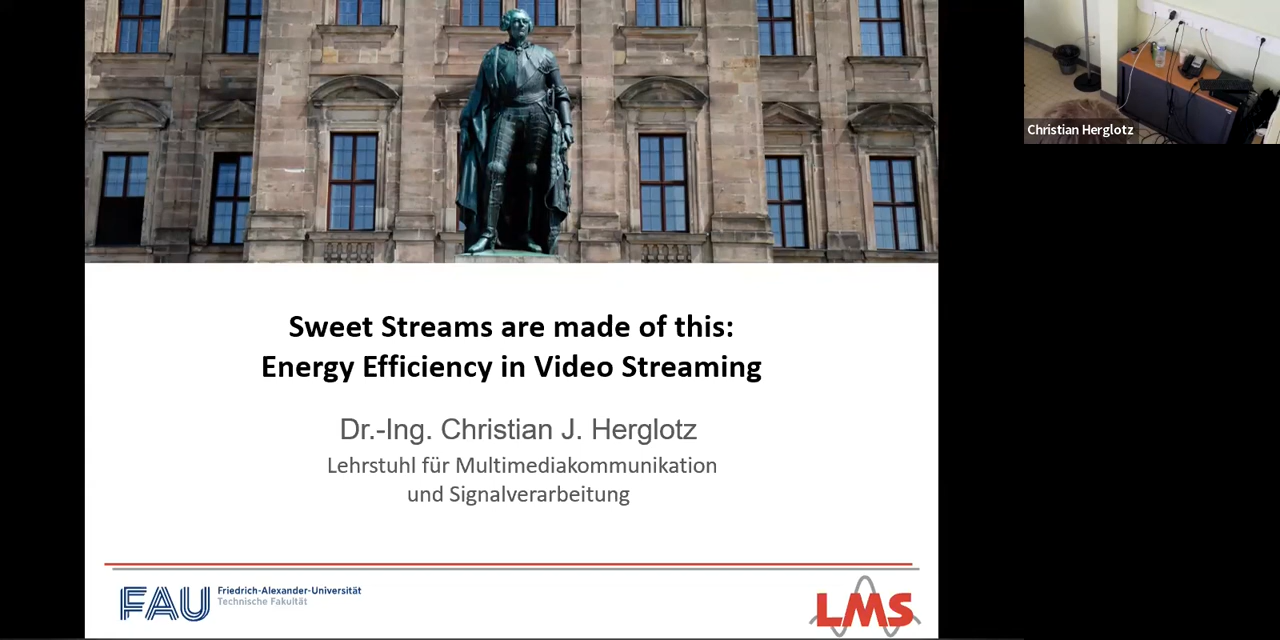 Christian Herglotz
Sweet Streams are made of this:
Energy Efficiency in Video Streaming
Dr.-Ing. Christian J. Herglotz
Lehrstuhl für Multimediakommunikation
und Signalverarbeitung
FAU
Friedrich-Alexander-Universität
Technische Fakultät
LMS